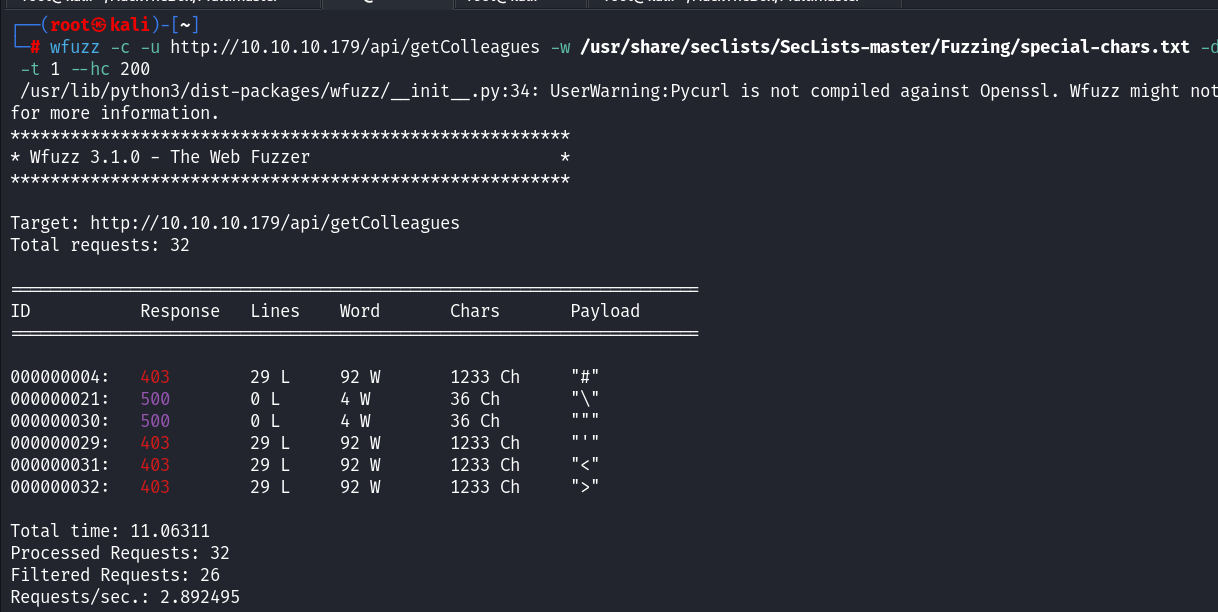 ┌──(root㉿kali)-[~]
└─# wfuzz -c -u http://10.10.10.179/api/getColleagues -w /usr/share/seclists/SecLists-master/Fuzzing/special-chars.txt -d
-t 1 --hc 200
/usr/lib/python3/dist-packages/wfuzz/__init__.py:34: UserWarning:Pycurl is not compiled against Openssl. Wfuzz might not
for more information.
********************************************************
* Wfuzz 3.1.0 - The Web Fuzzer                         *
********************************************************
Target: http://10.10.10.179/api/getColleagues
Total requests: 32
=====================================================================
ID           Response   Lines    Word       Chars       Payload
=====================================================================
000000004:   403        29 L     92 W       1233 Ch     "#"
000000021:   500        0 L      4 W        36 Ch       "\"
000000030:   500        0 L      4 W        36 Ch       """
000000029:   403        29 L     92 W       1233 Ch     "'"
000000031:   403        29 L     92 W       1233 Ch     "<"
000000032:   403        29 L     92 W       1233 Ch     ">"
Total time: 11.06311
Processed Requests: 32
Filtered Requests: 26
Requests/sec.: 2.892495